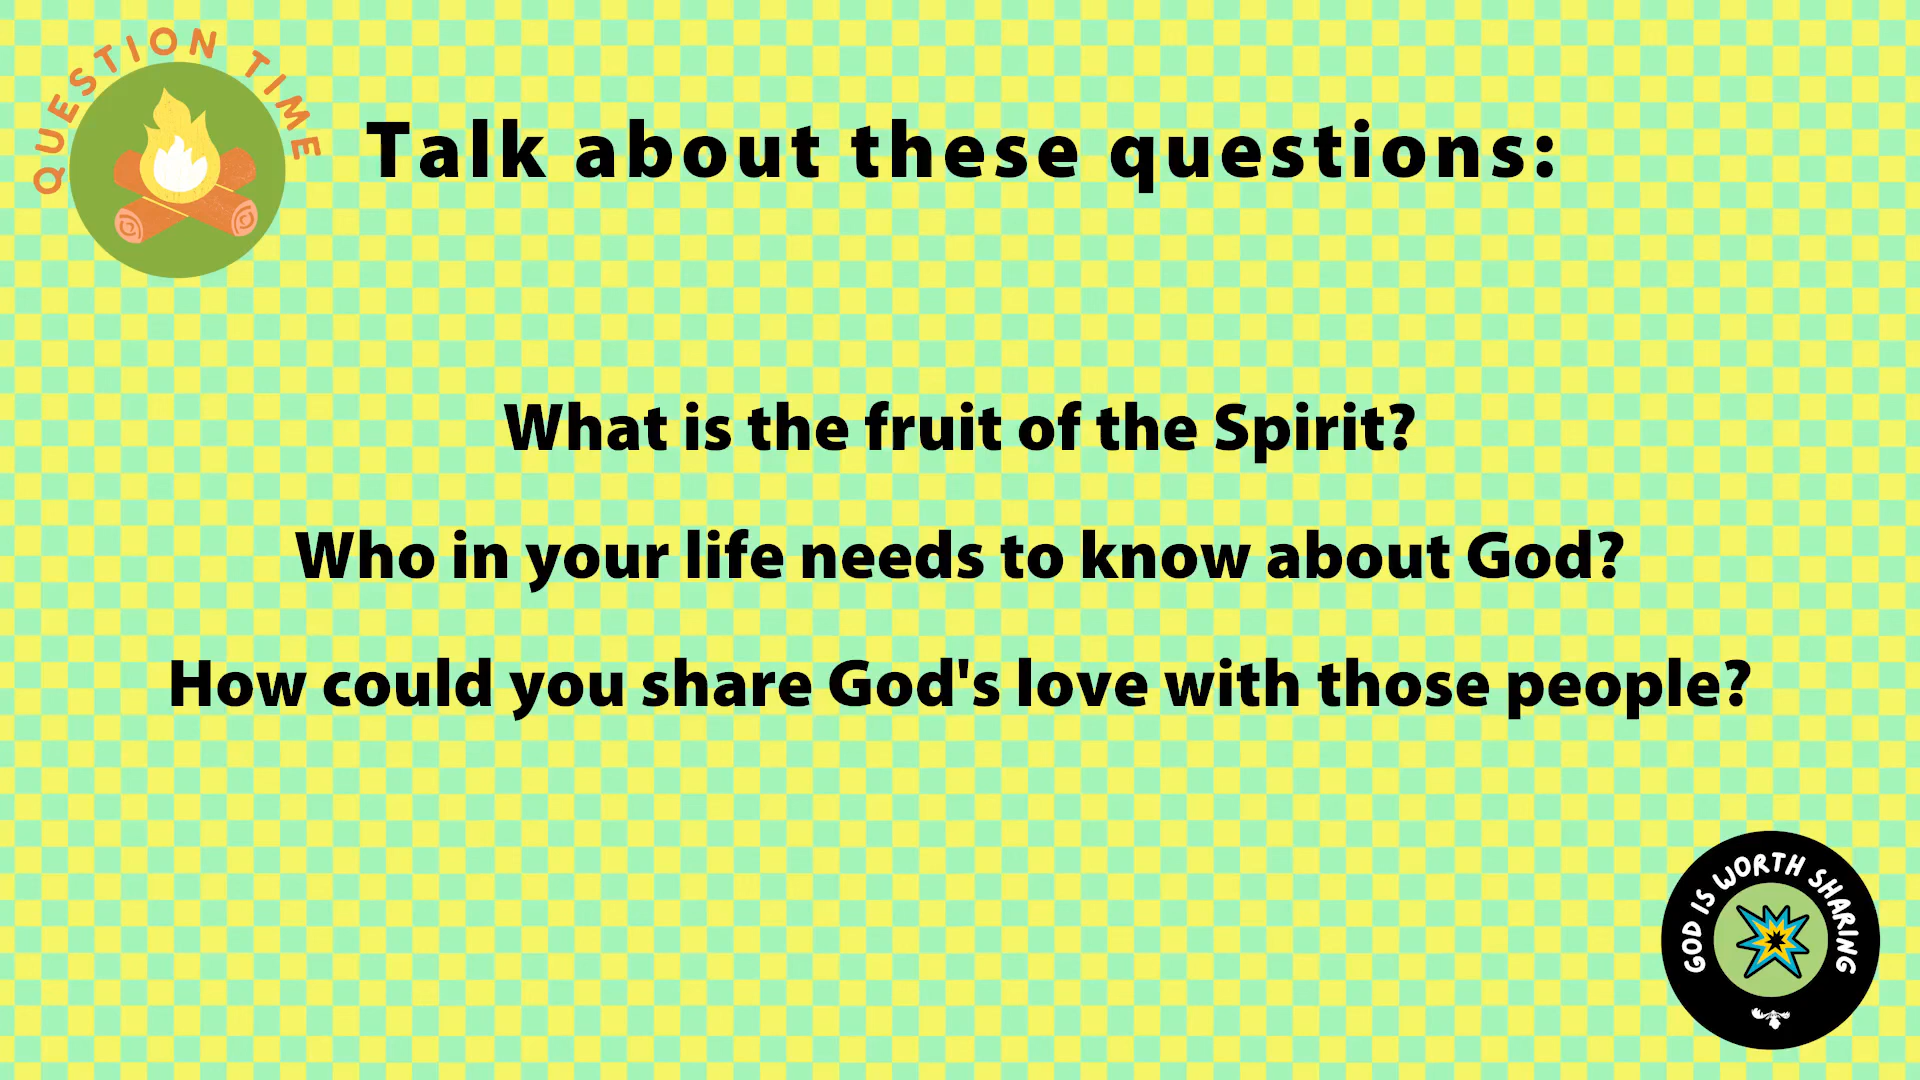 QUESTION TIME
Talk about these questions:
What is the fruit of the Spirit?
Who in your life needs to know about God?
How could you share God's love with those people?
GOD IS WORTH SHARING